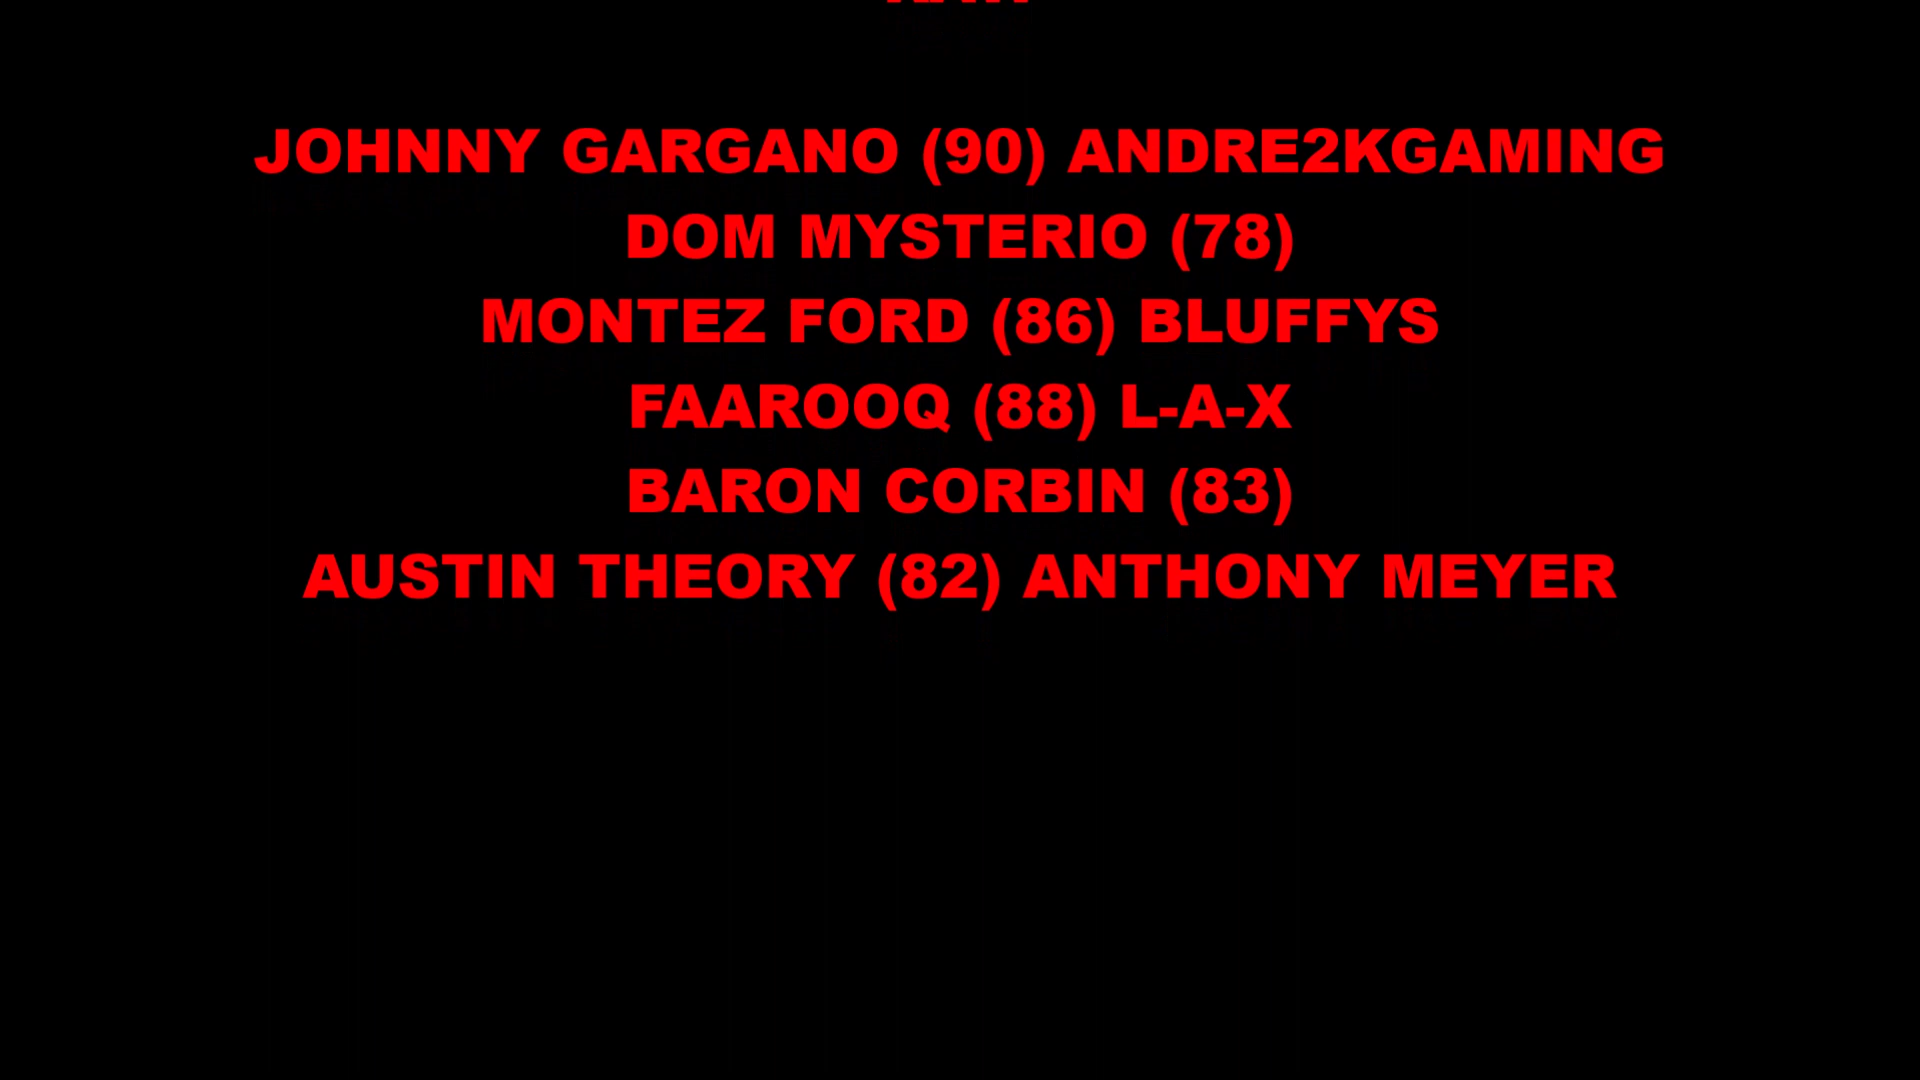 JOHNNY GARGANO (90) ANDRE2KGAMING
DOM MYSTERIO (78)
MONTEZ FORD (86) BLUFFYS
FAAROOQ (88) L-A-X
BARON CORBIN (83)
AUSTIN THEORY (82) ANTHONY MEYER